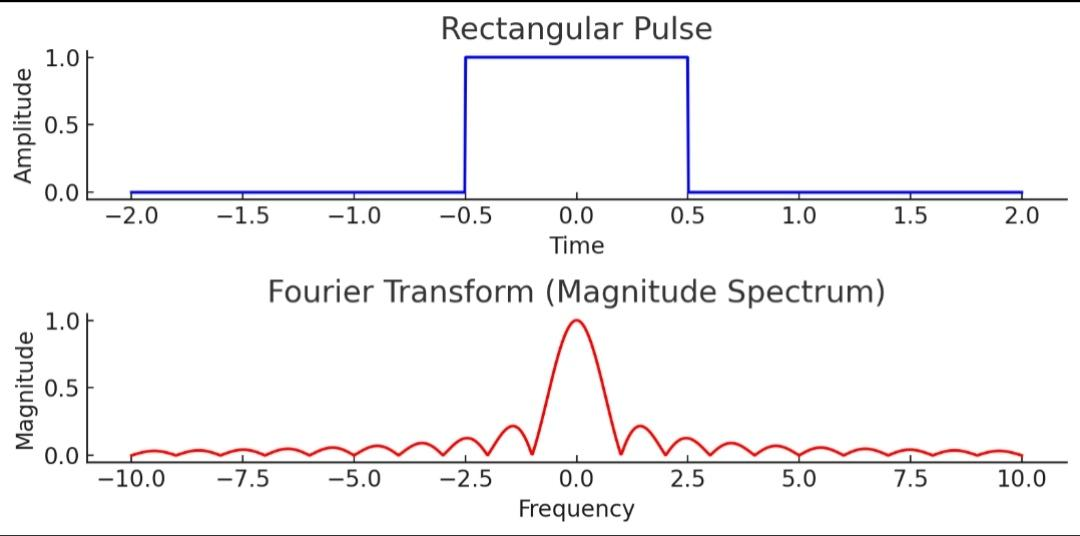 Rectangular Pulse
1.0
0.5
0.0
Amplitude
−2.0 −1.5 −1.0 −0.5 0.0 0.5 1.0 1.5 2.0
Time
Fourier Transform (Magnitude Spectrum)
1.0
0.5
0.0
Magnitude
−10.0 −7.5 −5.0 −2.5 0.0 2.5 5.0 7.5 10.0
Frequency